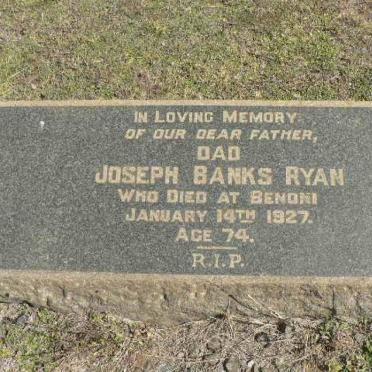 IN LOVING MEMORY
OF OUR DEAR FATHER,
DAD
JOSEPH BANKS RYAN
WHO DIED AT BENONI
JANUARY 14TH 1927.
AGE 74.
R.I.P.